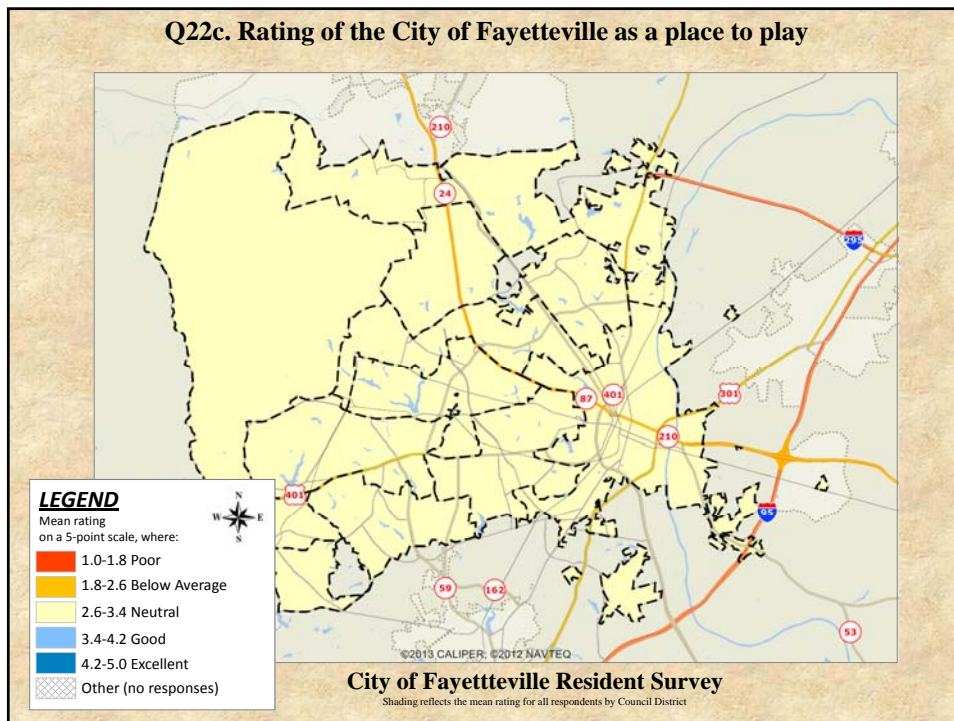 Q22c. Rating of the City of Fayetteville as a place to play
210
24
295
301
87
401
210
401
95
59
162
53
LEGEND
Mean rating
on a 5-point scale, where:
N
W E
S
1.0-1.8 Poor
1.8-2.6 Below Average
2.6-3.4 Neutral
3.4-4.2 Good
4.2-5.0 Excellent
Other (no responses)
©2013 CALIPER; ©2012 NAVTEQ
City of Fayettteville Resident Survey
Shading reflects the mean rating for all respondents by Council District